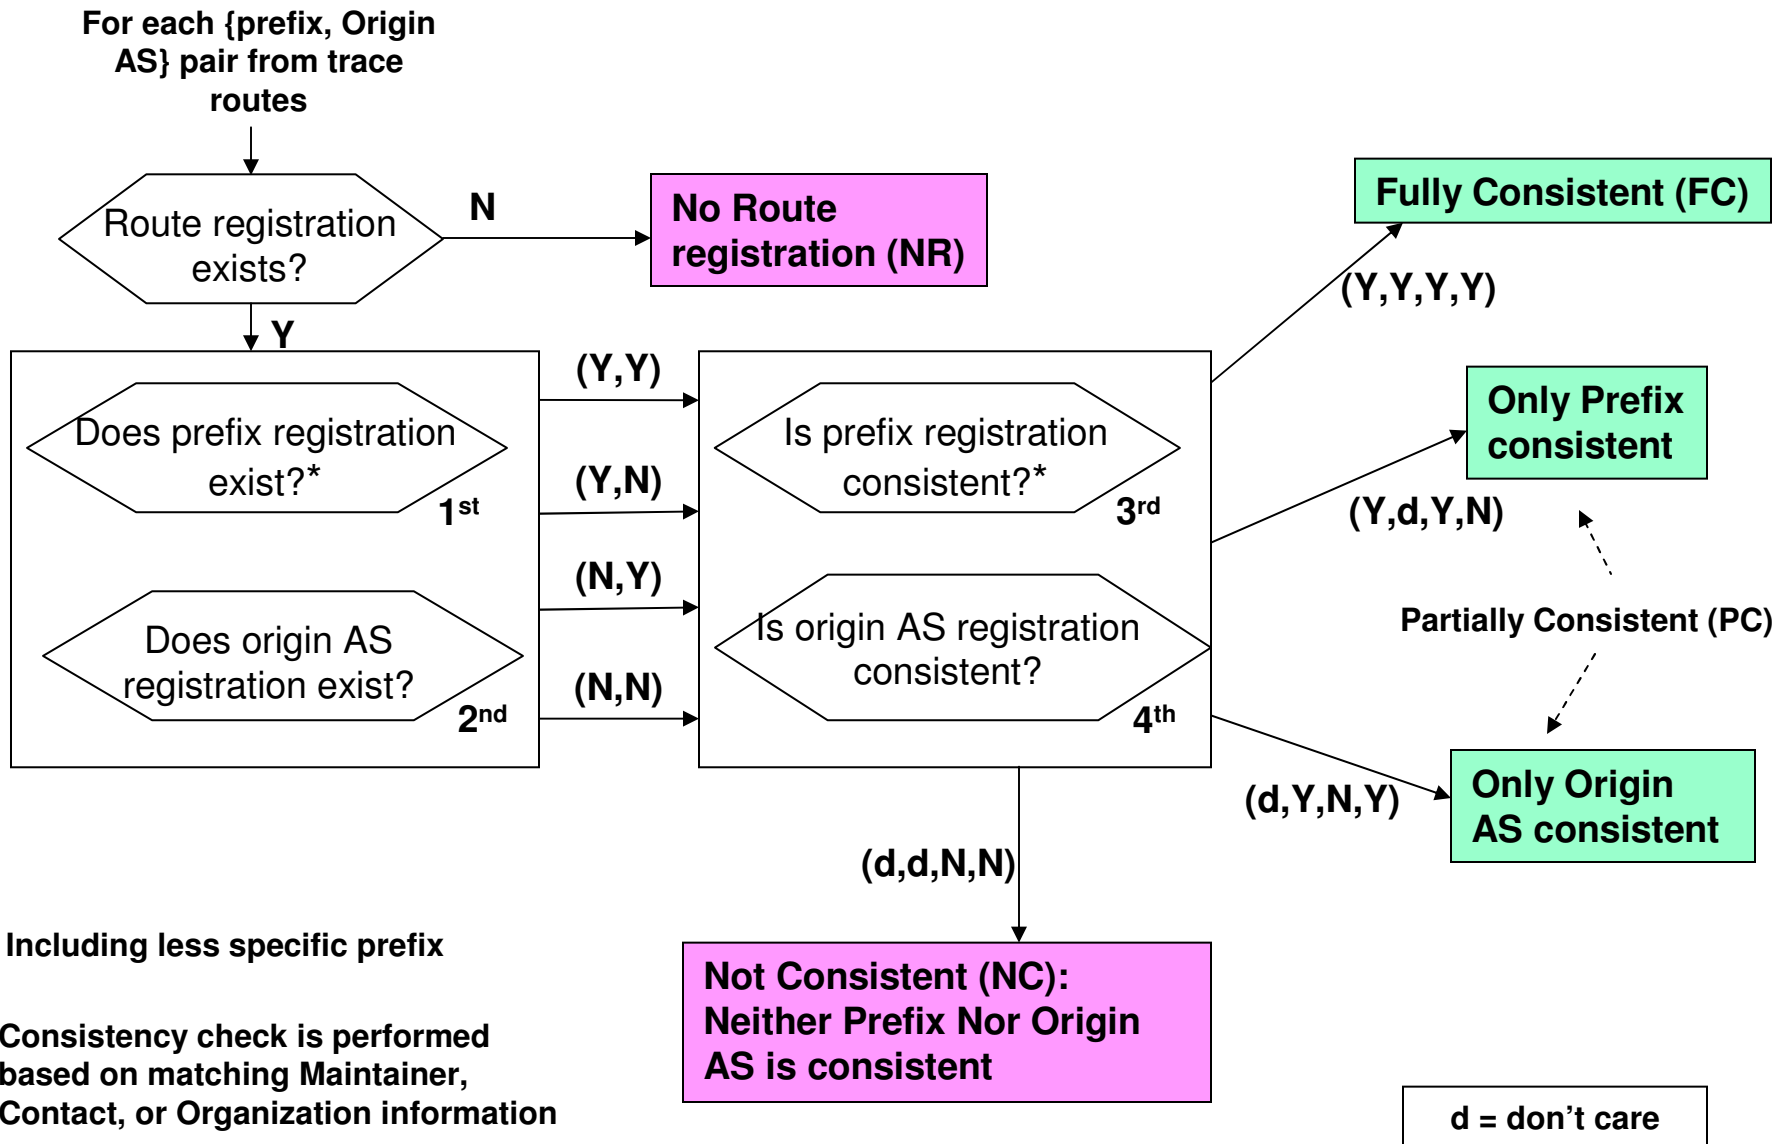 For each {prefix, Origin
AS} pair from trace
routes
Route registration
exists?
N
No Route
registration (NR)
Y
Fully Consistent (FC)
(Y,Y,Y,Y)
Does prefix registration
exist?*
1st
Does origin AS
registration exist?
2nd
(Y,Y)
(Y,N)
(N,Y)
(N,N)
Is prefix registration
consistent?*
3rd
Is origin AS registration
consistent?
4th
Only Prefix
consistent
(Y,d,Y,N)
Partially Consistent (PC)
(d,Y,N,Y)
Only Origin
AS consistent
(d,d,N,N)
Not Consistent (NC):
Neither Prefix Nor Origin
AS is consistent
Including less specific prefix
Consistency check is performed
based on matching Maintainer,
Contact, or Organization information
d = don't care